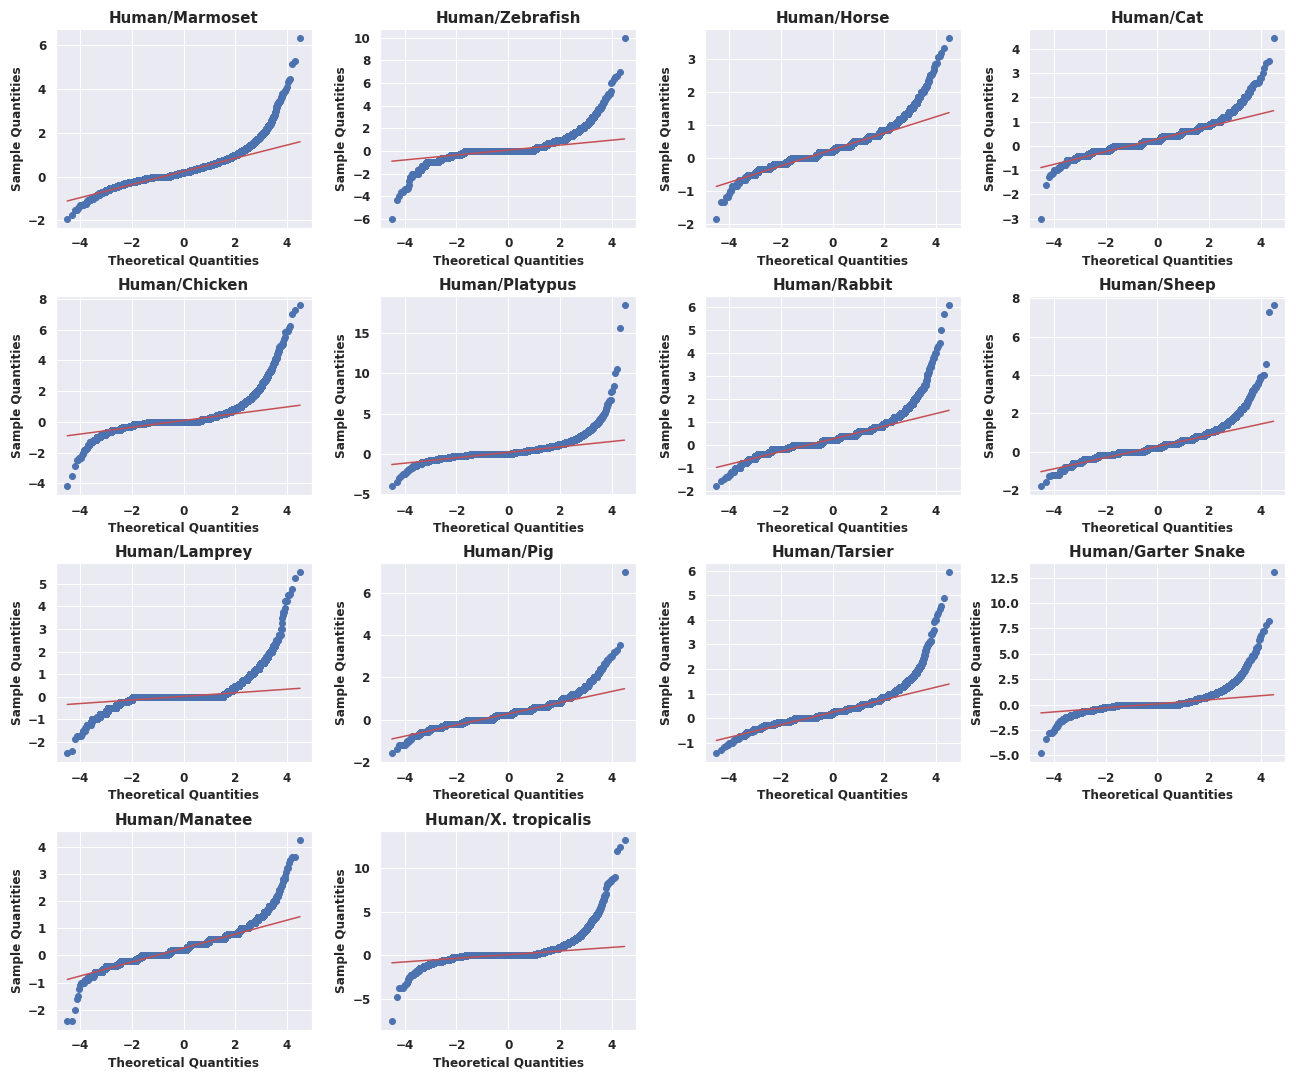 Human/Marmoset
Sample Quantities
6
4
2
0
−2
−4 −2 0 2 4
Theoretical Quantities
Human/Zebrafish
Sample Quantities
10
8
6
4
2
0
−2
−4
−6
−4 −2 0 2 4
Theoretical Quantities
Human/Horse
Sample Quantities
3
2
1
0
−1
−2
−4 −2 0 2 4
Theoretical Quantities
Human/Cat
Sample Quantities
4
3
2
1
0
−1
−2
−3
−4 −2 0 2 4
Theoretical Quantities
Human/Chicken
Sample Quantities
8
6
4
2
0
−2
−4
−4 −2 0 2 4
Theoretical Quantities
Human/Platypus
Sample Quantities
15
10
5
0
−5
−4 −2 0 2 4
Theoretical Quantities
Human/Rabbit
Sample Quantities
6
5
4
3
2
1
0
−1
−2
−4 −2 0 2 4
Theoretical Quantities
Human/Sheep
Sample Quantities
8
6
4
2
0
−2
−4 −2 0 2 4
Theoretical Quantities
Human/Lamprey
Sample Quantities
5
4
3
2
1
0
−1
−2
−4 −2 0 2 4
Theoretical Quantities
Human/Pig
Sample Quantities
6
4
2
0
−2
−4 −2 0 2 4
Theoretical Quantities
Human/Tarsier
Sample Quantities
6
5
4
3
2
1
0
−1
−4 −2 0 2 4
Theoretical Quantities
Human/Garter Snake
Sample Quantities
12.5
10.0
7.5
5.0
2.5
0.0
−2.5
−5.0
−4 −2 0 2 4
Theoretical Quantities
Human/Manatee
Sample Quantities
4
3
2
1
0
−1
−2
−4 −2 0 2 4
Theoretical Quantities
Human/X. tropicalis
Sample Quantities
10
5
0
−5
−4 −2 0 2 4
Theoretical Quantities